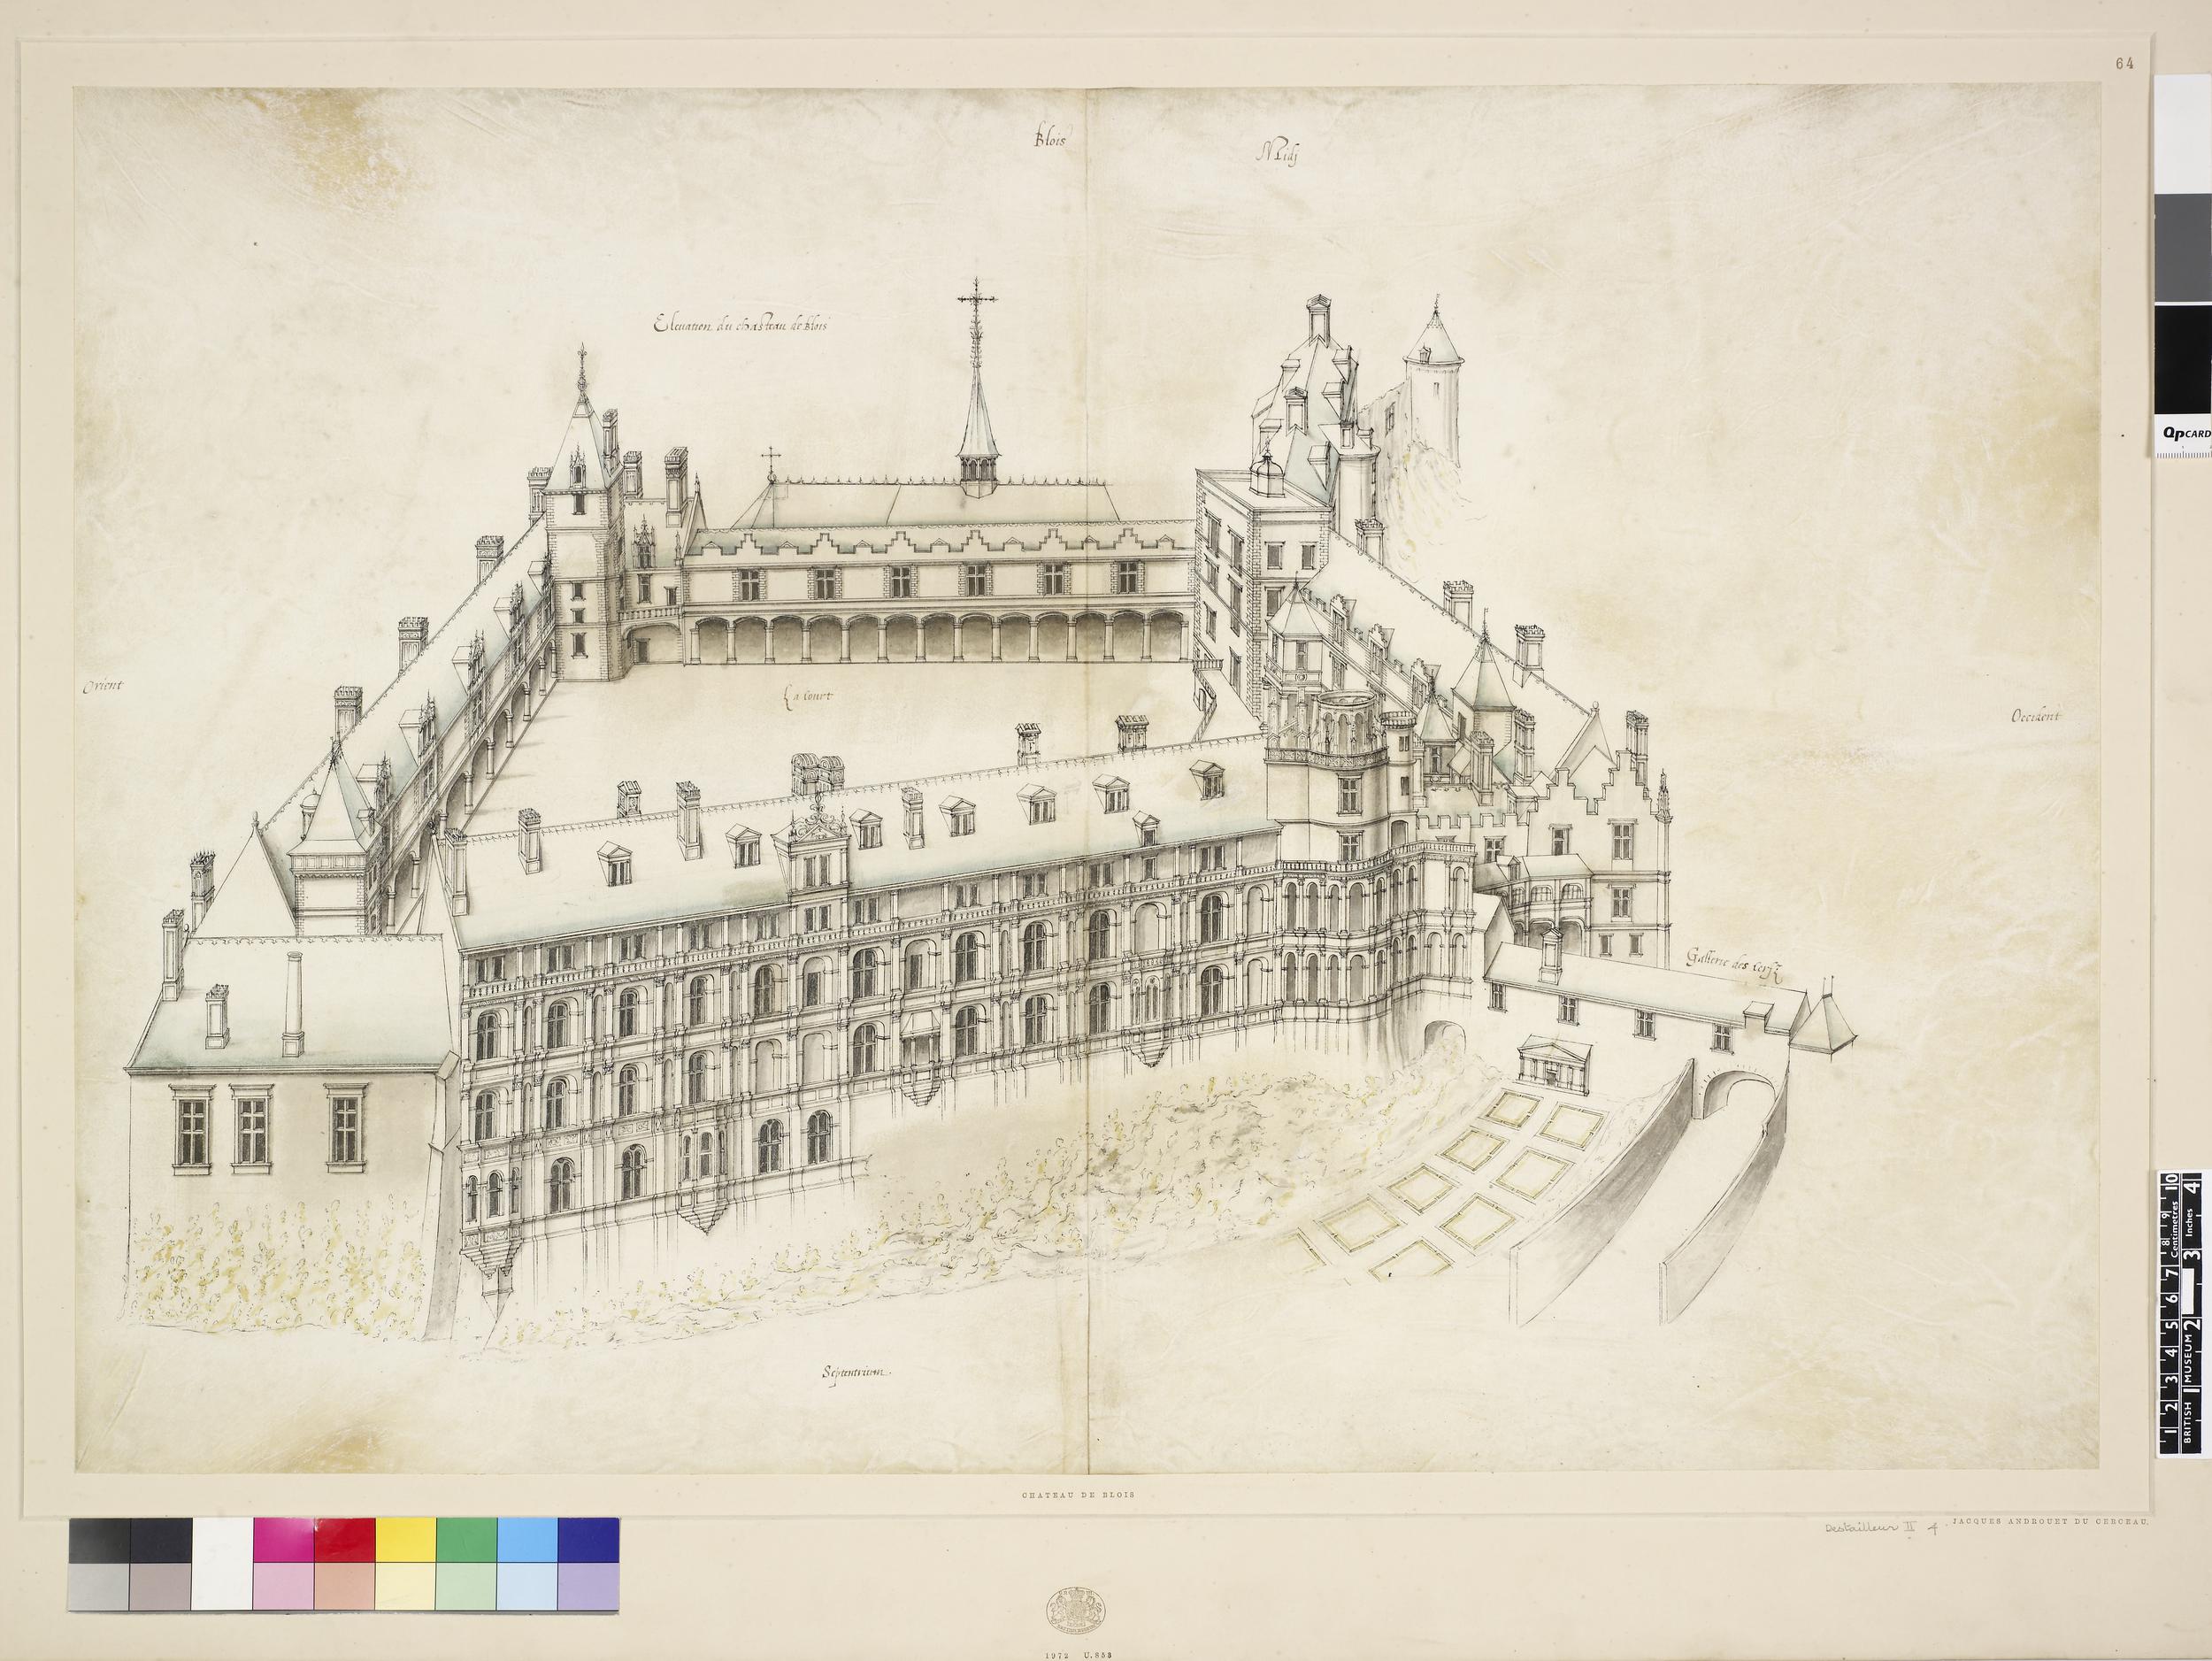 64
Blois
Midj
Elevation du chasteau de Blois
Orient
La Court
Occident
Gallerie des cerfz
Septentrion
CHATEAU DE BLOIS
JACQUES ANDROUET DU CERCEAU.
Destailleur II 4
1972 U.853
QPCARD
1 2 3 4 5 6 7 8 9 10
Centimetres
BRITISH 1 MUSEUM 2 3 Inches 4